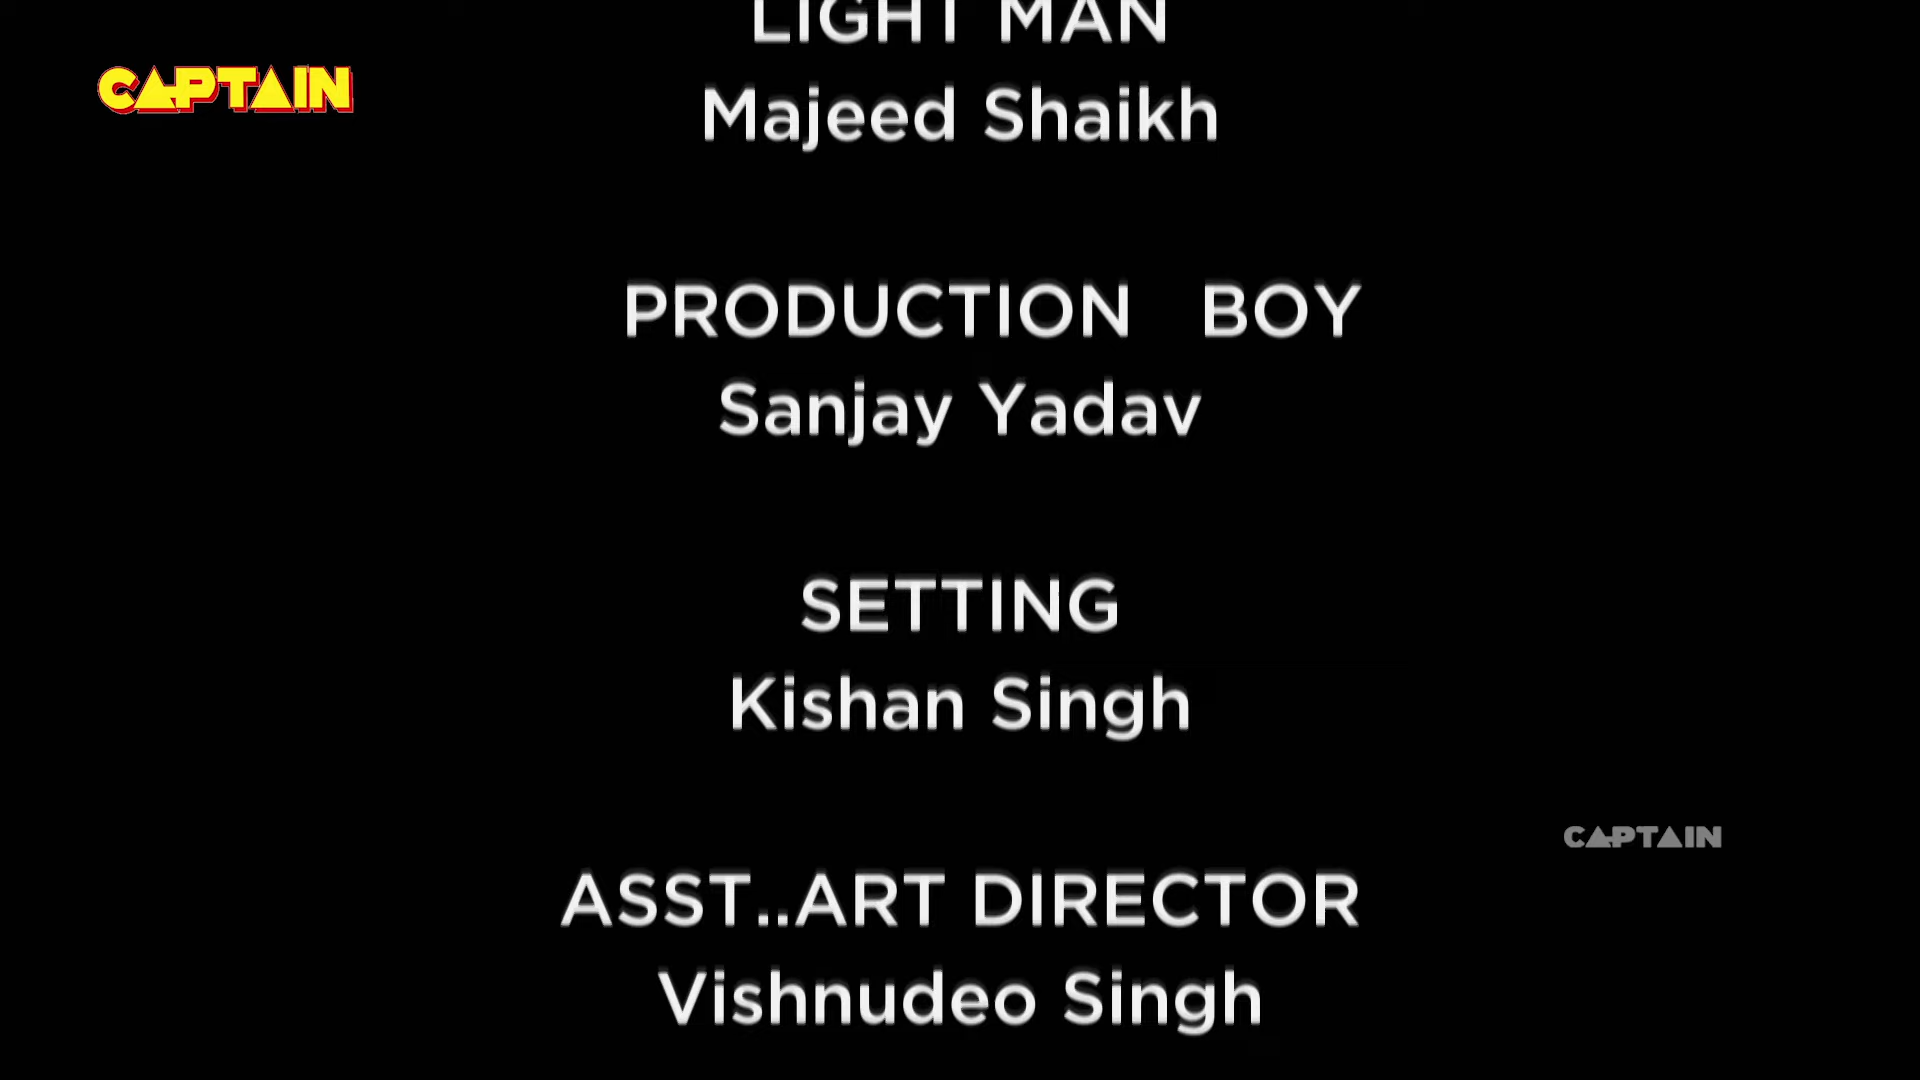 LIGHT MAN
CAPTAIN
Majeed Shaikh
PRODUCTION BOY
Sanjay Yadav
SETTING
Kishan Singh
CAPTAIN
ASST..ART DIRECTOR
Vishnudeo Singh